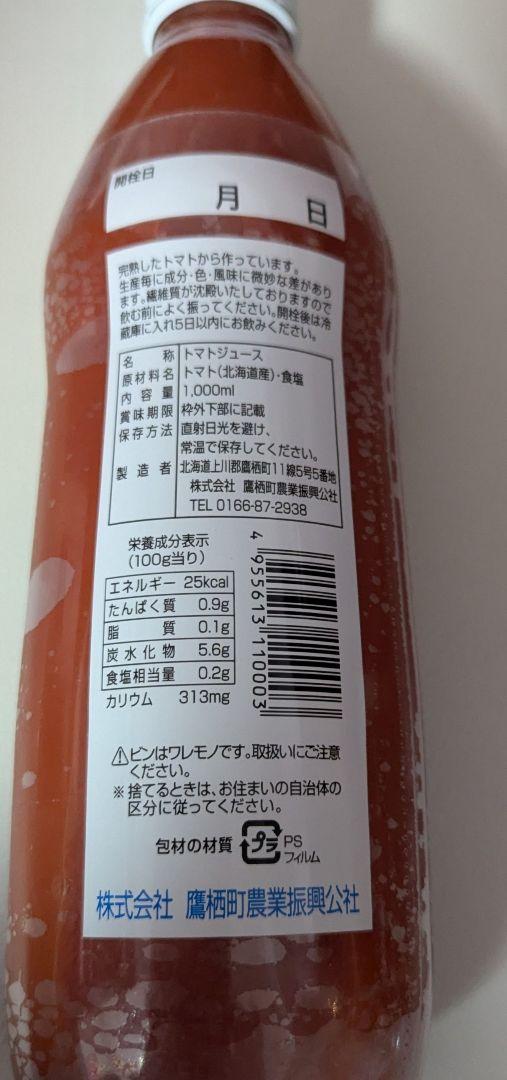 開栓日
月 日
完熟したトマトから作っています。
生産毎に成分・色・風味に微妙な差があり
ます。繊維質が沈殿いたしておりますので
飲む前によく振ってください。開栓後は冷
蔵庫に入れ5日以内にお飲みください。
名称 トマトジュース
原材料名 トマト(北海道産)・食塩
内容量 1,000ml
賞味期限 枠外下部に記載
保存方法 直射日光を避け、
常温で保存してください。
製造者 北海道上川郡鷹栖町11線5号5番地
株式会社 鷹栖町農業振興公社
TEL 0166-87-2938
栄養成分表示
(100g当り)
エネルギー 25kcal
たんぱく質 0.9g
脂質 0.1g
炭水化物 5.6g
食塩相当量 0.2g
カリウム 313mg
4 955613 110003
⚠ビンはワレモノです。取扱いにご注意
ください。
※捨てるときは、お住まいの自治体の
区分に従ってください。
包材の材質 プラ PS
フィルム
株式会社 鷹栖町農業振興公社